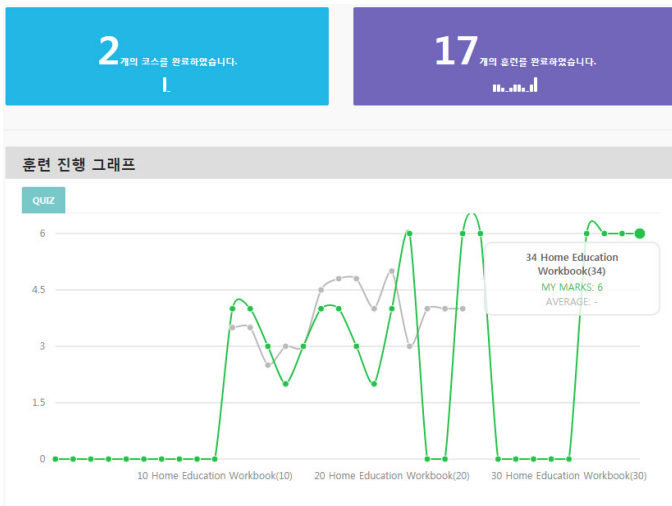 2개의 코스를 완료하였습니다.
17개의 훈련를 완료하였습니다.
훈련 진행 그래프
QUIZ
6
4.5
3
1.5
0
34 Home Education
Workbook(34)
MY MARKS: 6
AVERAGE: -
10 Home Education Workbook(10)
20 Home Education Workbook(20)
30 Home Education Workbook(30)